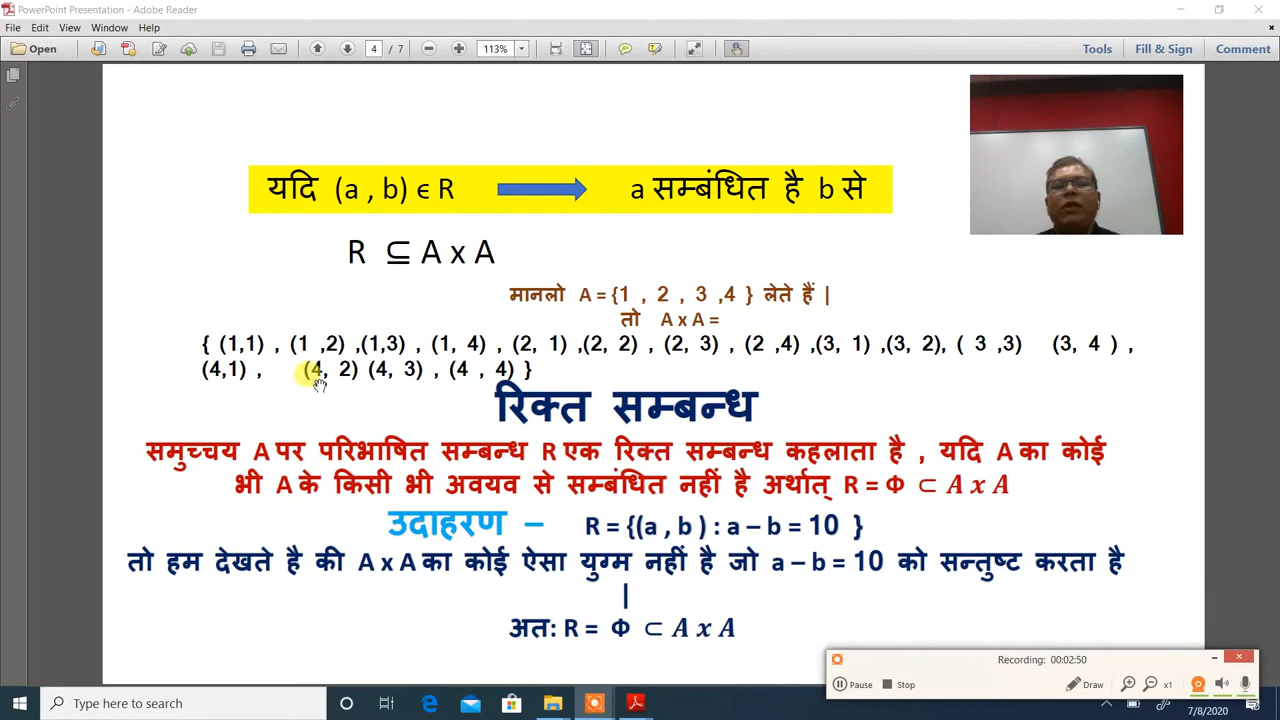 PowerPoint Presentation - Adobe Reader
File Edit View Window Help
Open 4 / 7 113% Tools Fill & Sign Comment
यदि (a , b) ϵ R a सम्बंधित है b से
R ⊆ A x A
मानलो A = {1 , 2 , 3 ,4 } लेते हैं |
तो A x A =
{ (1,1) , (1 ,2) ,(1,3) , (1, 4) , (2, 1) ,(2, 2) , (2, 3) , (2 ,4) ,(3, 1) ,(3, 2), ( 3 ,3) (3, 4 ) ,
(4,1) , (4, 2) (4, 3) , (4 , 4) }
रिक्त सम्बन्ध
समुच्चय A पर परिभाषित सम्बन्ध R एक रिक्त सम्बन्ध कहलाता है , यदि A का कोई
भी A के किसी भी अवयव से सम्बंधित नहीं है अर्थात् R = Φ ⊂ A x A
उदाहरण – R = {(a , b ) : a – b = 10 }
तो हम देखते है की A x A का कोई ऐसा युग्म नहीं है जो a – b = 10 को सन्तुष्ट करता है
|
अत: R = Φ ⊂ A x A
Recording: 00:02:50
Pause Stop x1 Draw
Type here to search
7/8/2020